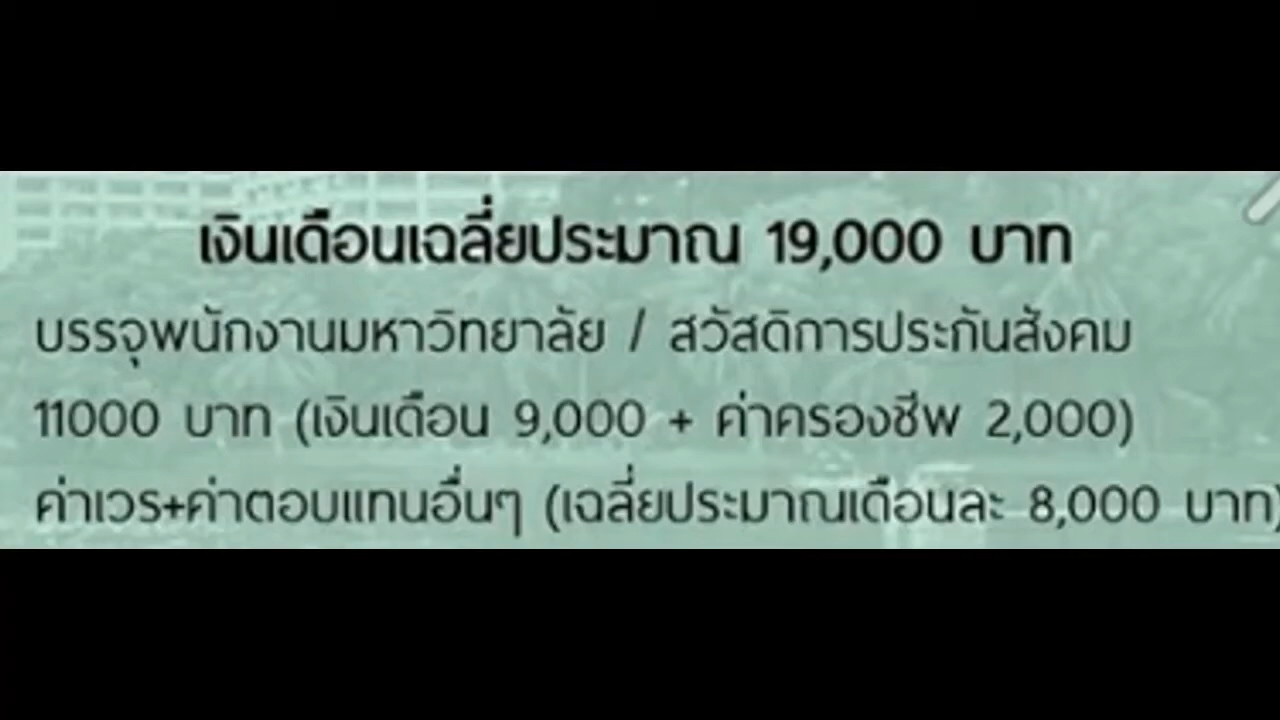 เงินเดือนเฉลี่ยประมาณ 19,000 บาท
บรรจุพนักงานมหาวิทยาลัย / สวัสดิการประกันสังคม
11000 บาท (เงินเดือน 9,000 + ค่าครองชีพ 2,000)
ค่าเวร+ค่าตอบแทนอื่นๆ (เฉลี่ยประมาณเดือนละ 8,000 บาท)